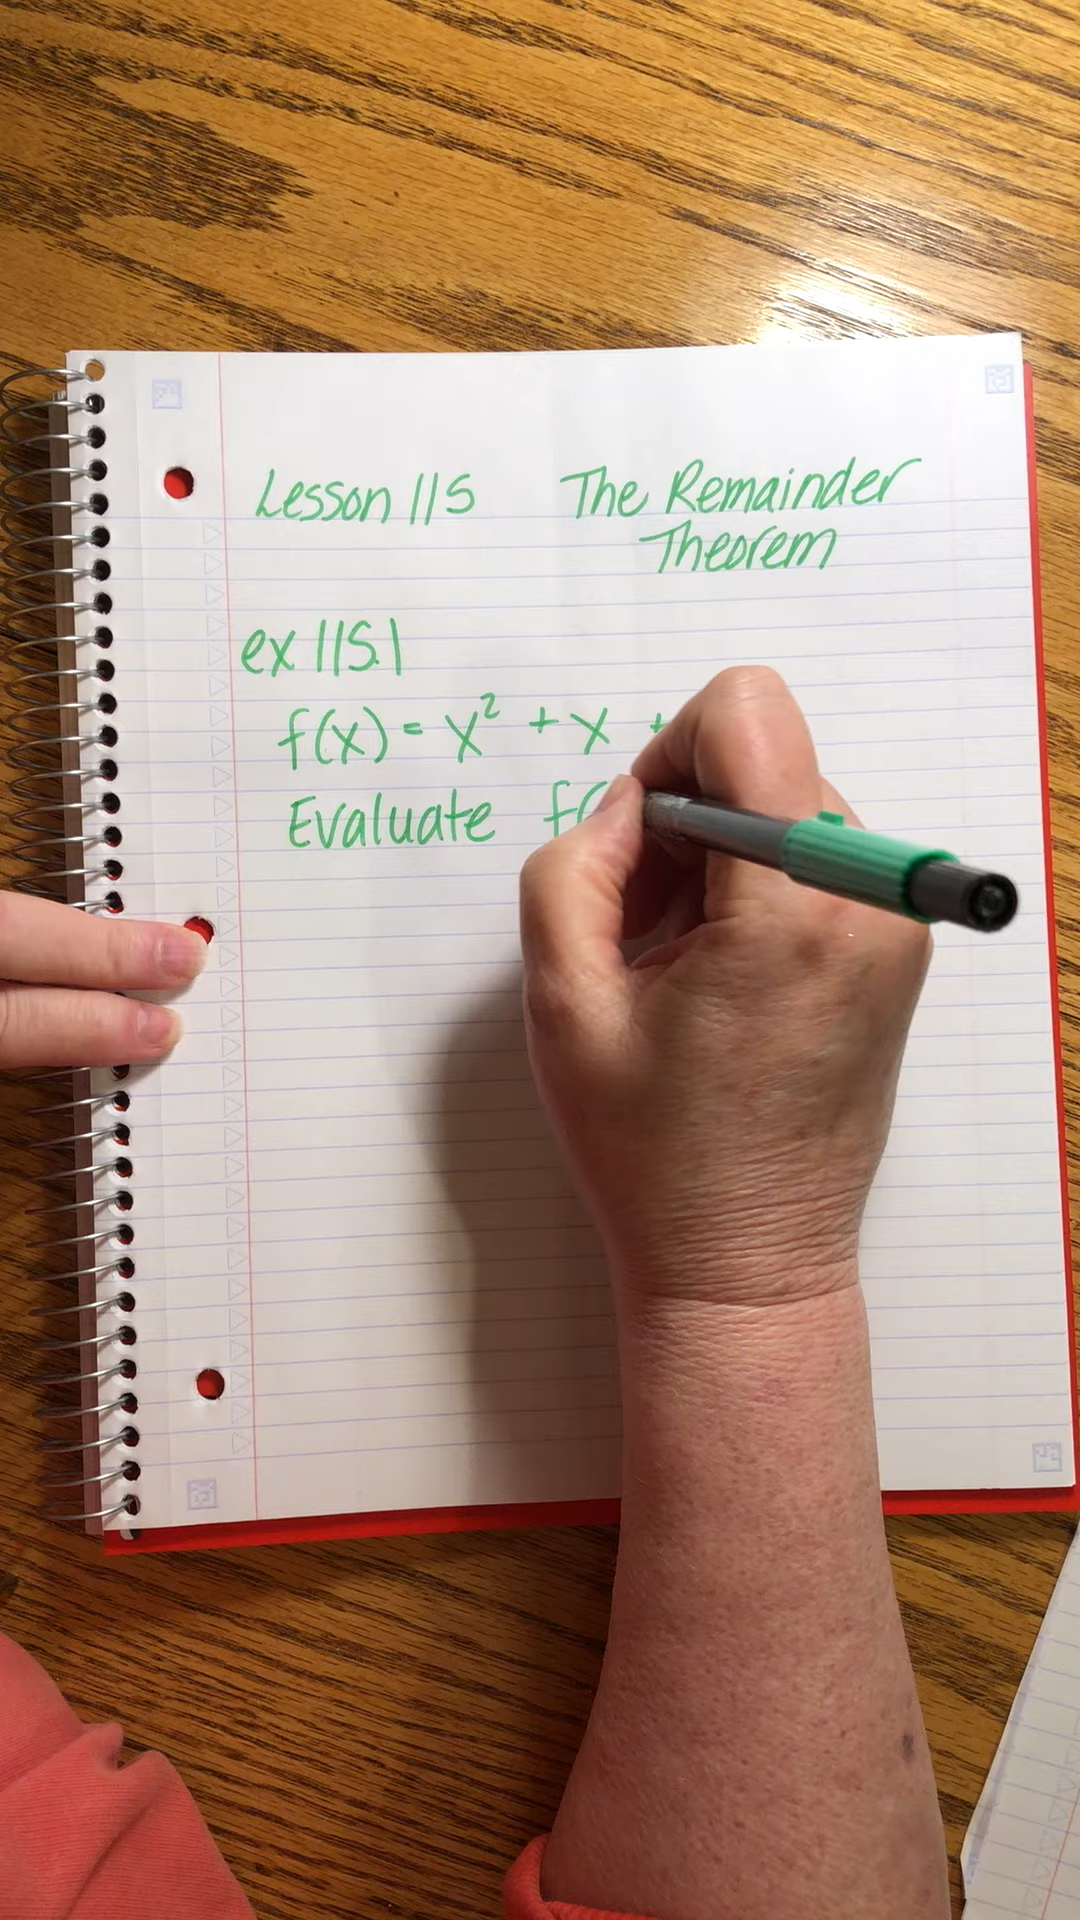 Lesson 115 The Remainder
Theorem
ex 115.1
f(x) = x² + x +
Evaluate f(